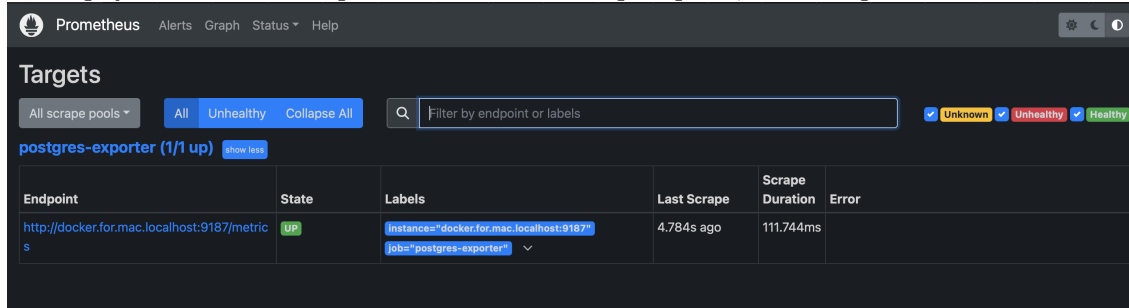 Prometheus Alerts Graph Status Help
Targets
All scrape pools All Unhealthy Collapse All Filter by endpoint or labels Unknown Unhealthy Healthy
postgres-exporter (1/1 up) show less
Endpoint State Labels Last Scrape Scrape Duration Error
http://docker.for.mac.localhost:9187/metric UP instance="docker.for.mac.localhost:9187" 4.784s ago 111.744ms
s job="postgres-exporter"